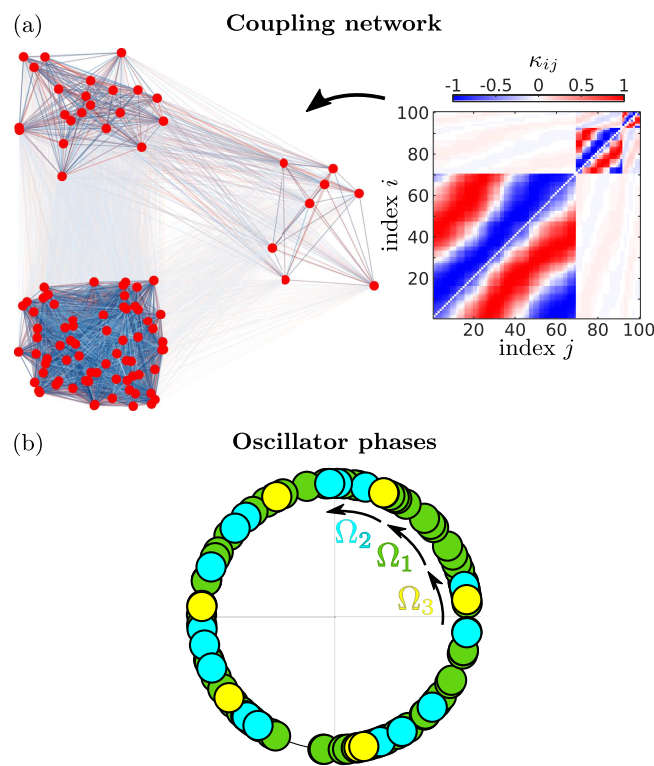 (a)
Coupling network
κij
-1 -0.5 0 0.5 1
100
80
60
40
20
index i
20 40 60 80 100
index j
(b)
Oscillator phases
Ω2
Ω1
Ω3